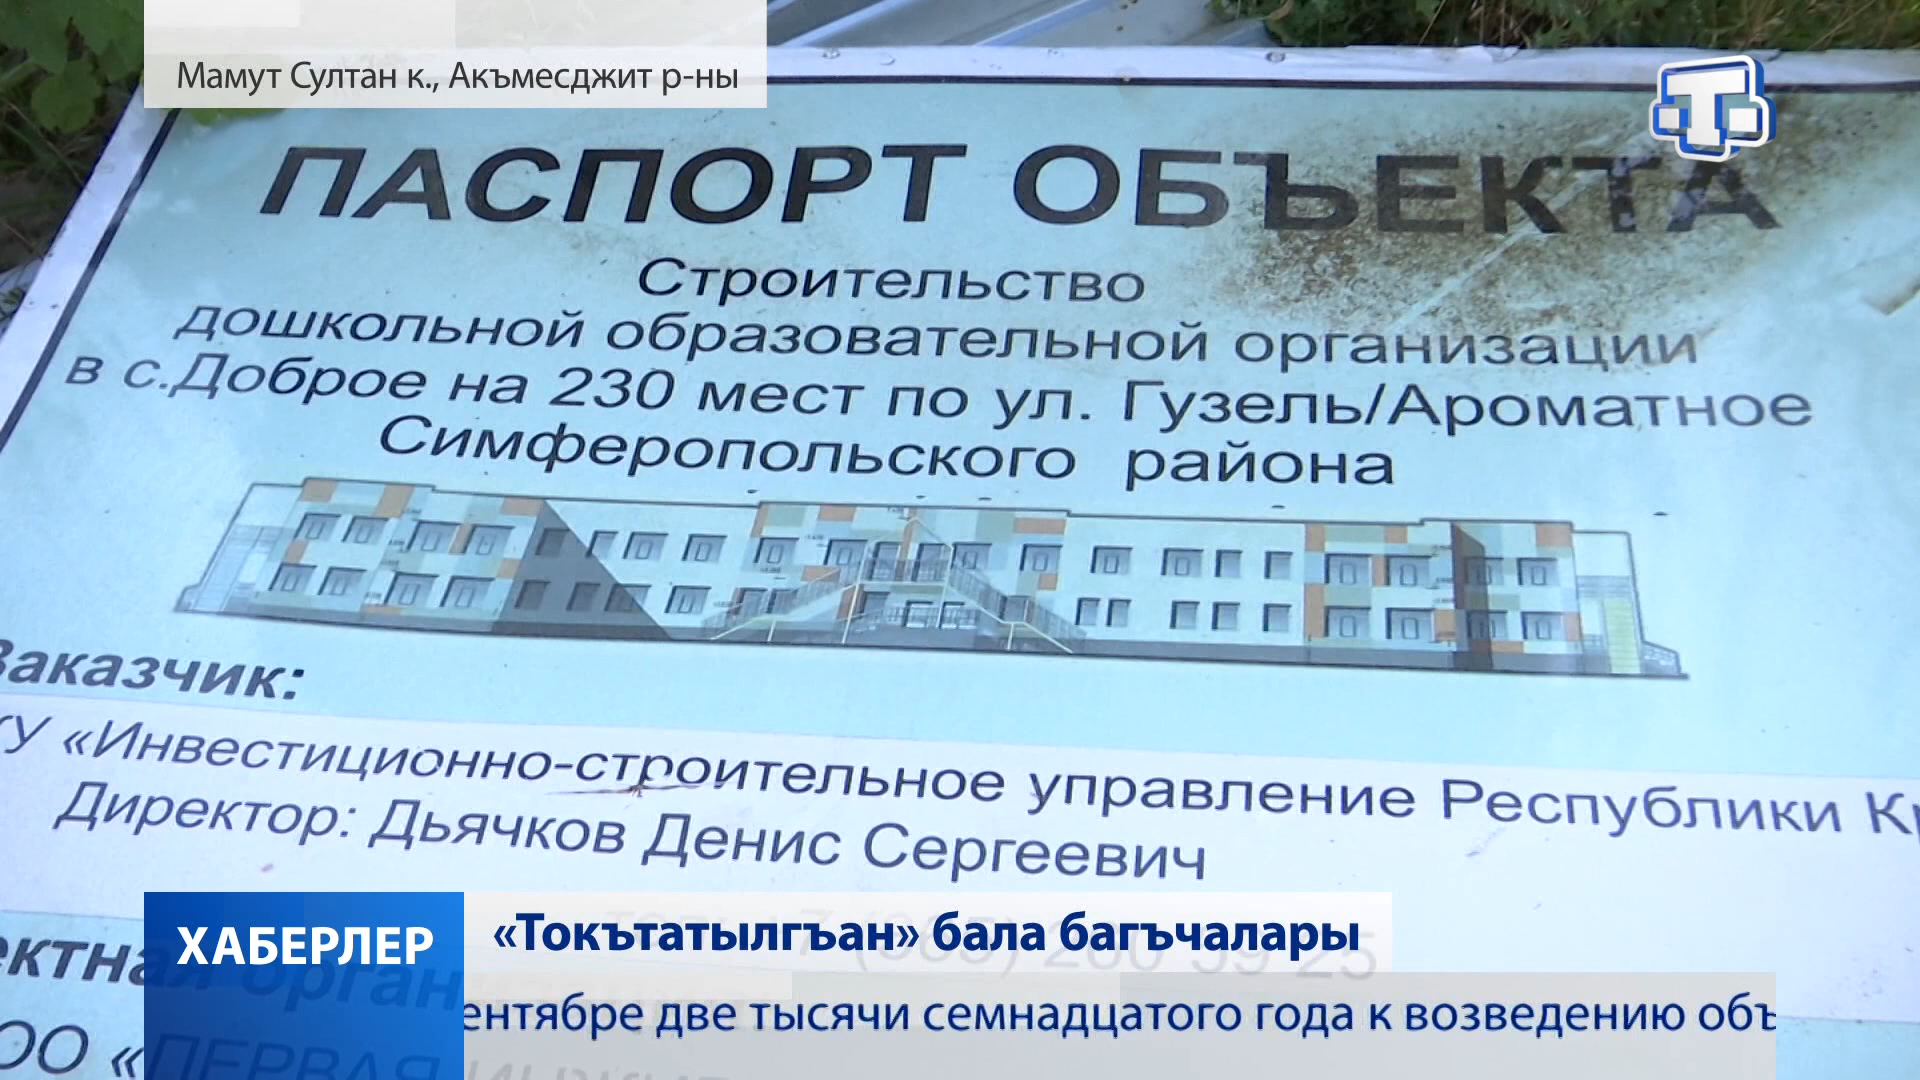 Мамут Султан к., Акъмесджит р-ны
Т
ПАСПОРТ ОБЪЕКТА
Строительство
дошкольной образовательной организации
в с.Доброе на 230 мест по ул. Гузель/Ароматное
Симферопольского района
Заказчик:
«Инвестиционно-строительное управление Республики
Директор: Дьячков Денис Сергеевич
ХАБЕРЛЕР
«Токътатылгъан» бала багъчалары
ентябре две тысячи семнадцатого года к возведению объ
«ПЕРВАЯ